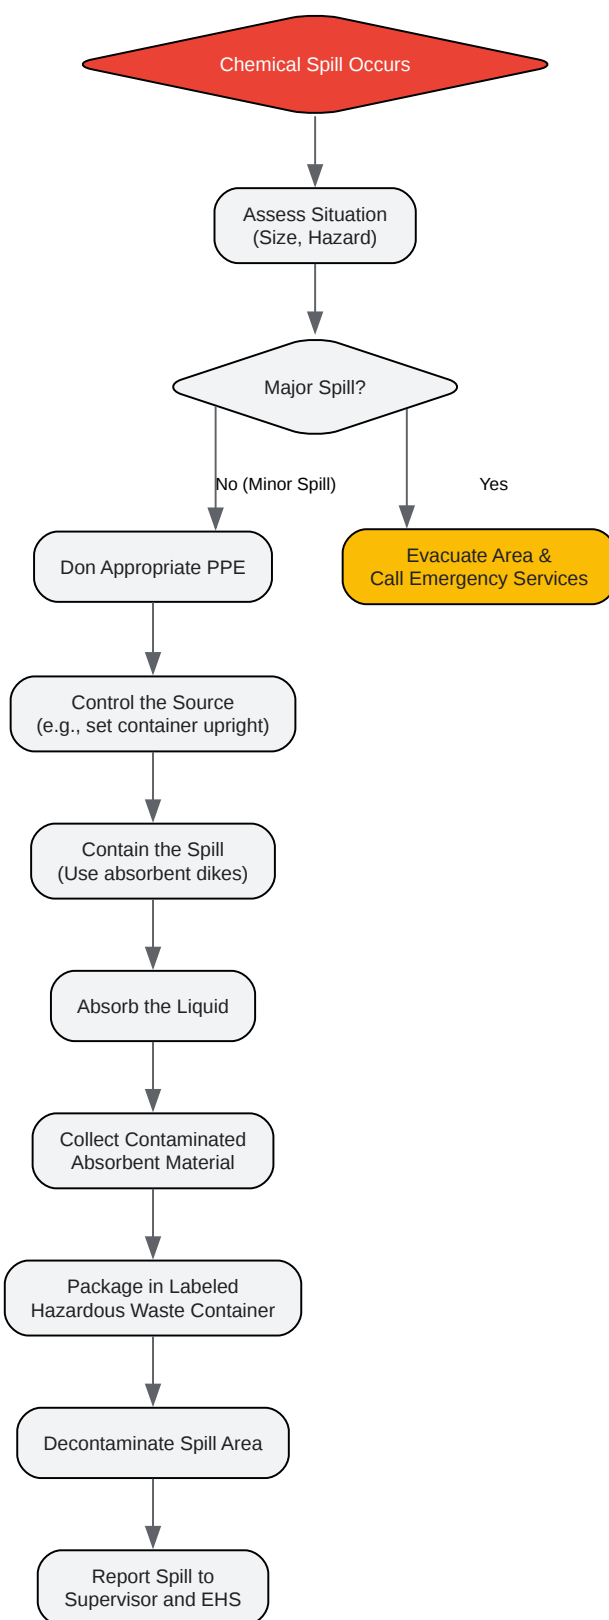 Chemical Spill Occurs
Assess Situation
(Size, Hazard)
Major Spill?
No (Minor Spill)
Yes
Don Appropriate PPE
Evacuate Area &
Call Emergency Services
Control the Source
(e.g., set container upright)
Contain the Spill
(Use absorbent dikes)
Absorb the Liquid
Collect Contaminated
Absorbent Material
Package in Labeled
Hazardous Waste Container
Decontaminate Spill Area
Report Spill to
Supervisor and EHS